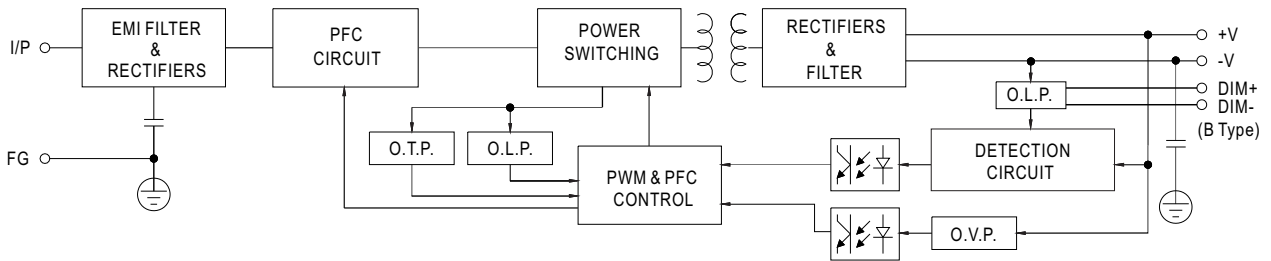 I/P
EMI FILTER
&
RECTIFIERS
PFC
CIRCUIT
POWER
SWITCHING
RECTIFIERS
&
FILTER
+V
-V
O.L.P.
DIM+
DIM-
(B Type)
FG
O.T.P.
O.L.P.
PWM & PFC
CONTROL
DETECTION
CIRCUIT
O.V.P.